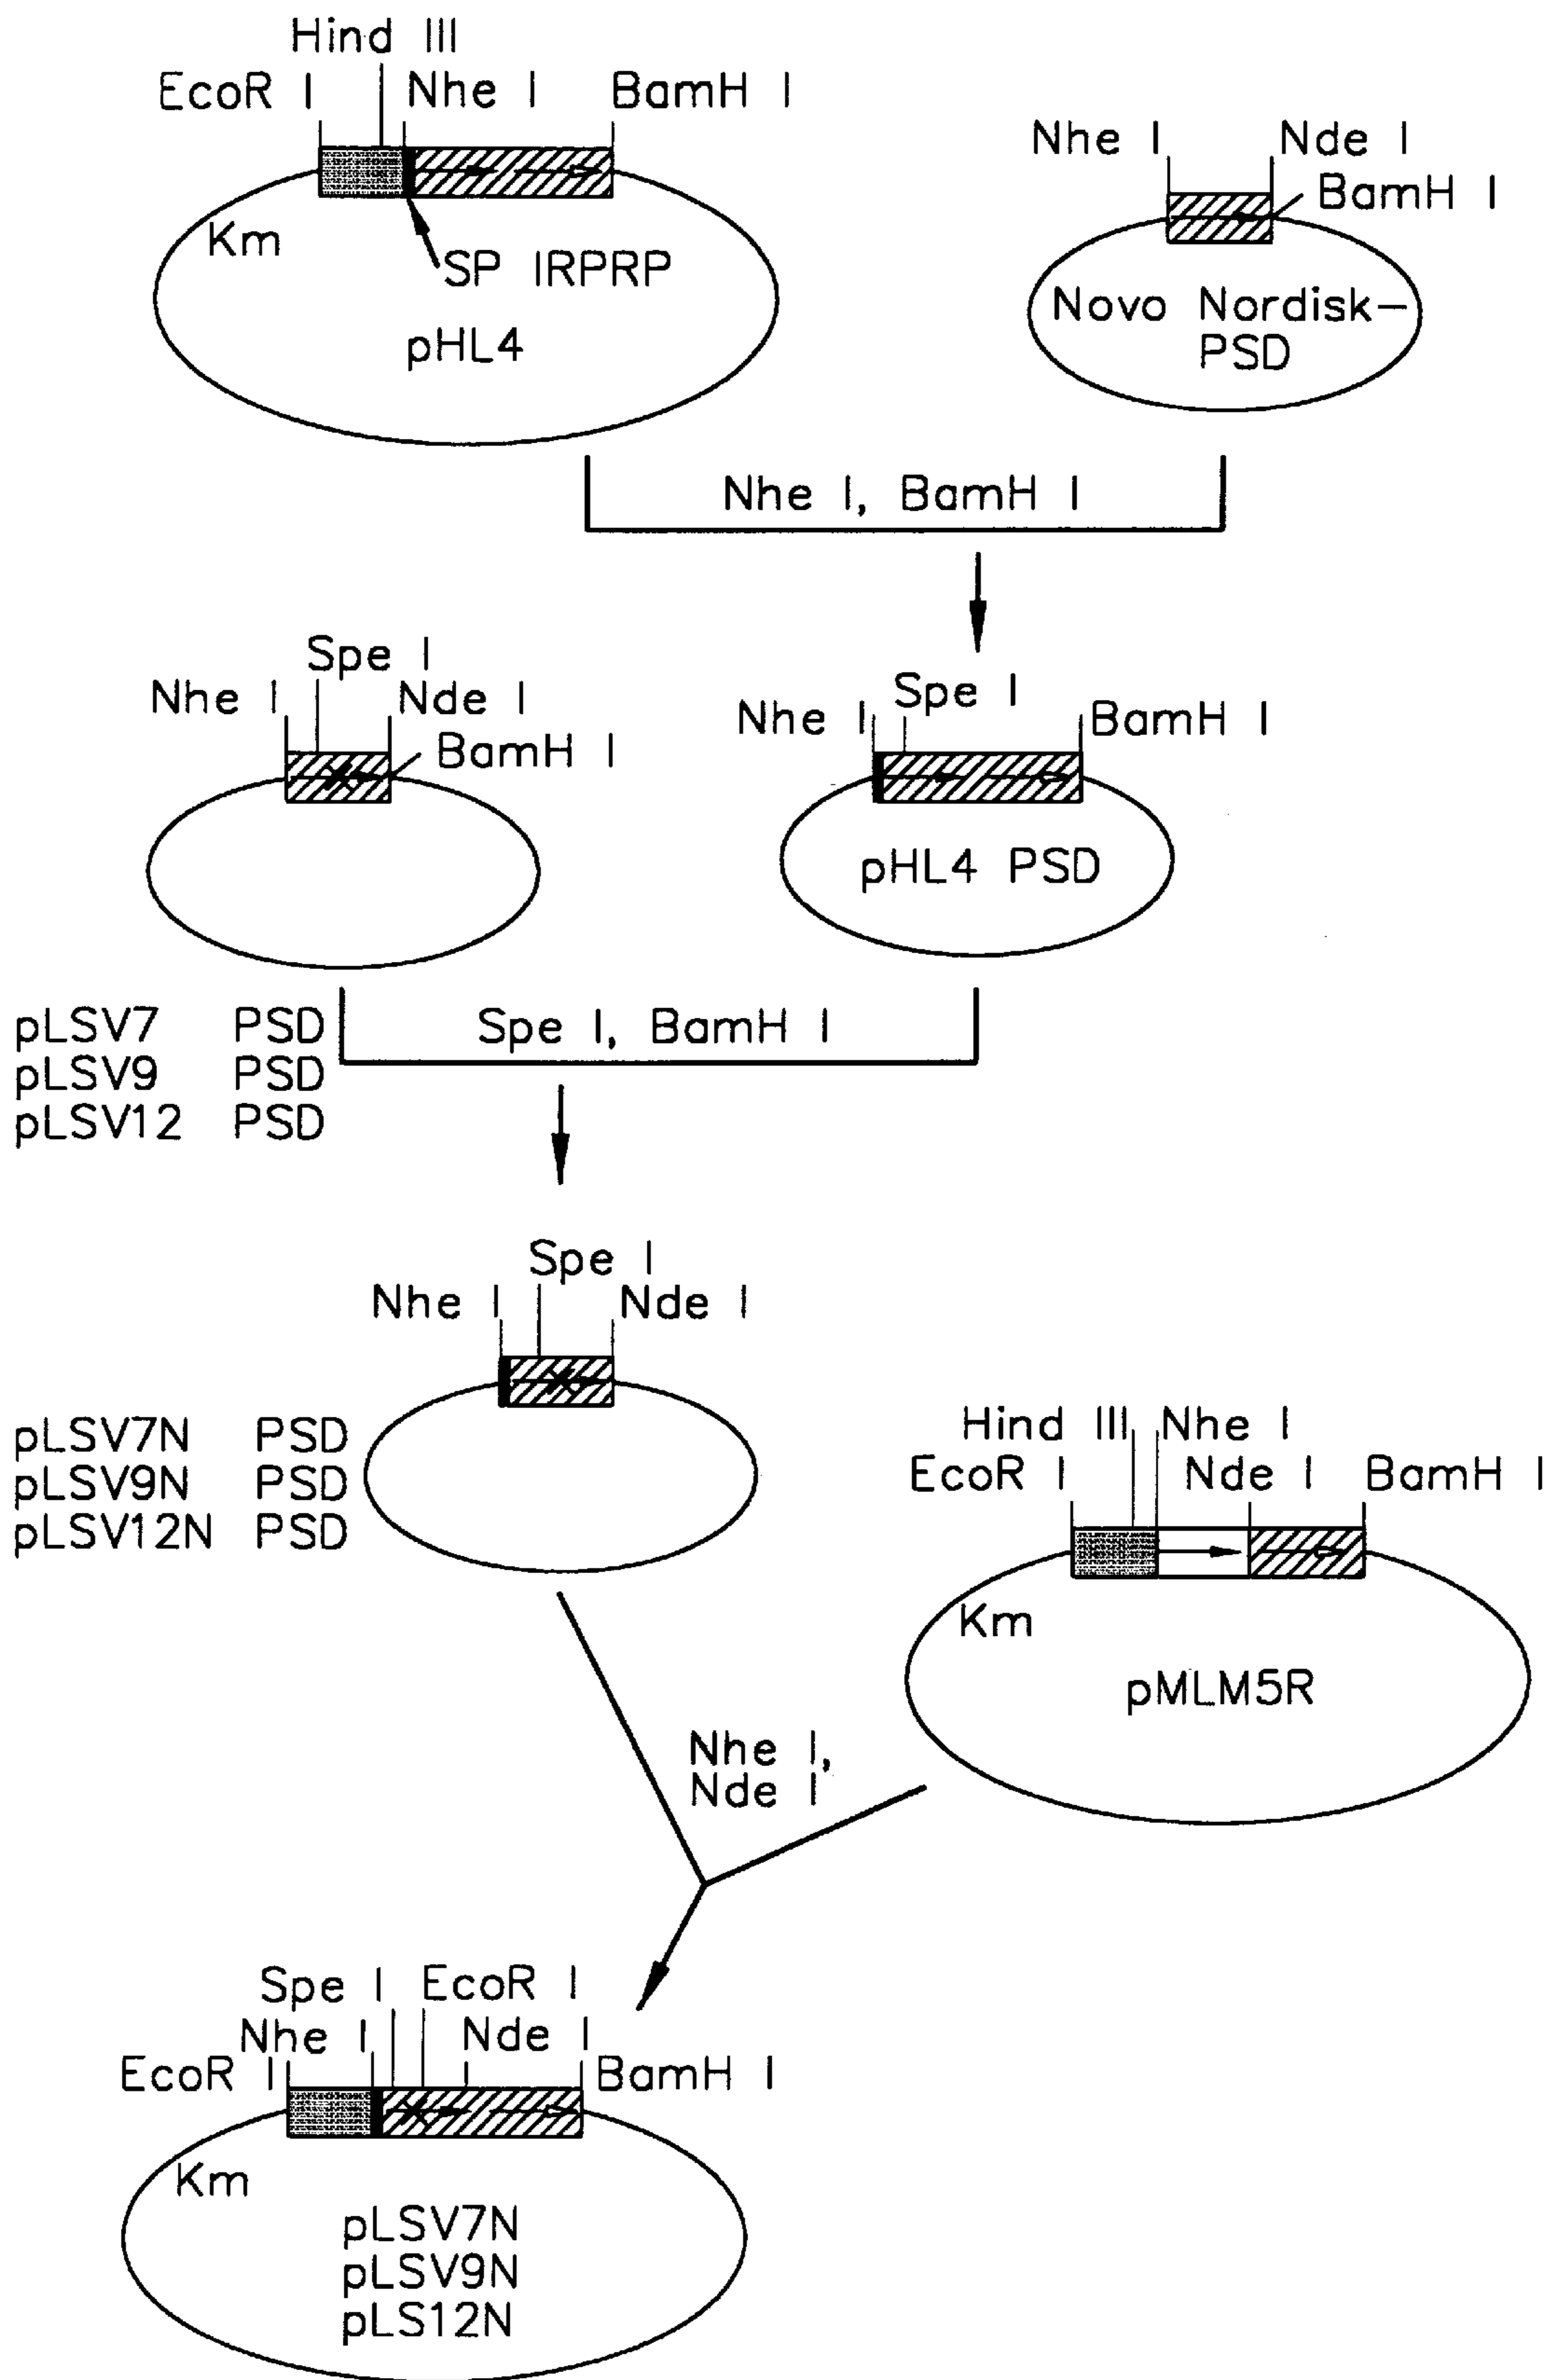 Hind III
EcoR I
Nhe I
BamH I
Km
SP IRPRP
pHL4
Nhe I
Nde I
BamH I
Novo Nordisk-
PSD
Nhe I, BamH I
Spe I
Nhe I
Nde I
BamH I
Nhe I
Spe I
BamH I
pHL4 PSD
pLSV7 PSD
pLSV9 PSD
pLSV12 PSD
Spe I, BamH I
Spe I
Nhe I
Nde I
pLSV7N PSD
pLSV9N PSD
pLSV12N PSD
Hind III
Nhe I
EcoR I
Nde I
BamH I
Km
pMLM5R
Nhe I,
Nde I
Spe I
EcoR I
Nhe I
Nde I
EcoR I
BamH I
Km
pLSV7N
pLSV9N
pLS12N